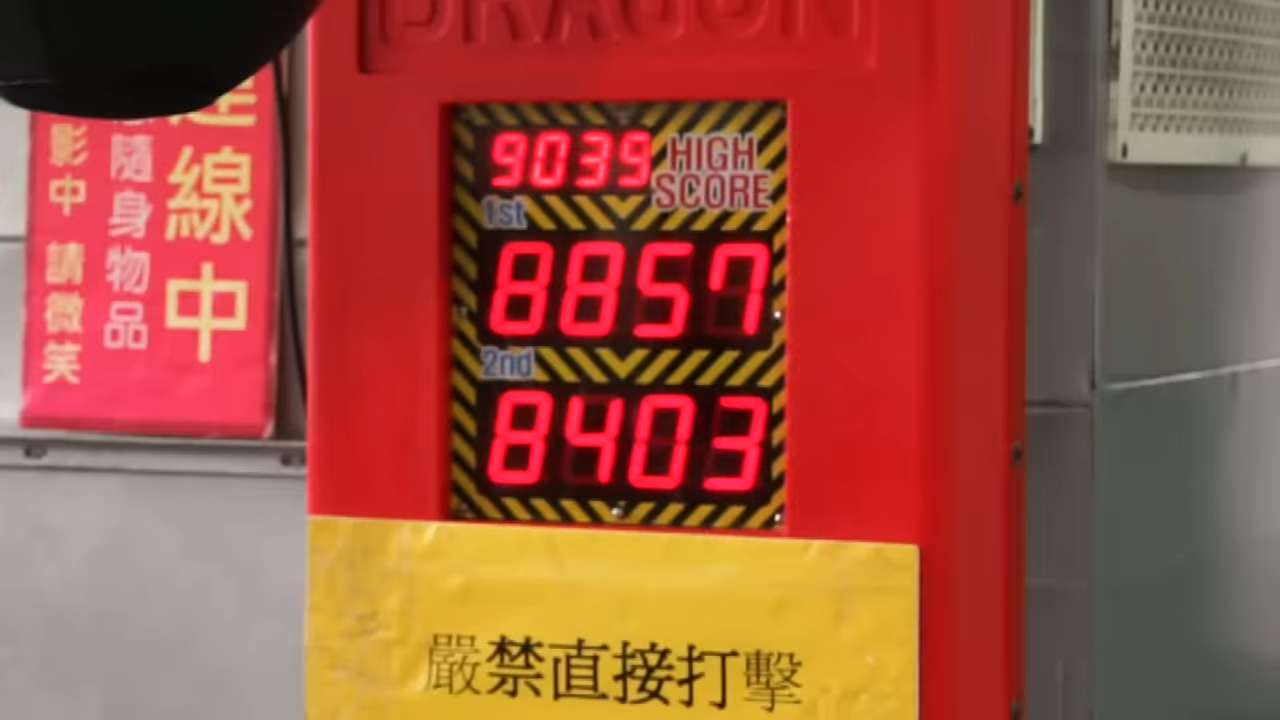 DRAGON
9039
HIGH
SCORE
1st
8857
2nd
8403
嚴禁直接打擊
線中
隨身物品
影中 請微笑